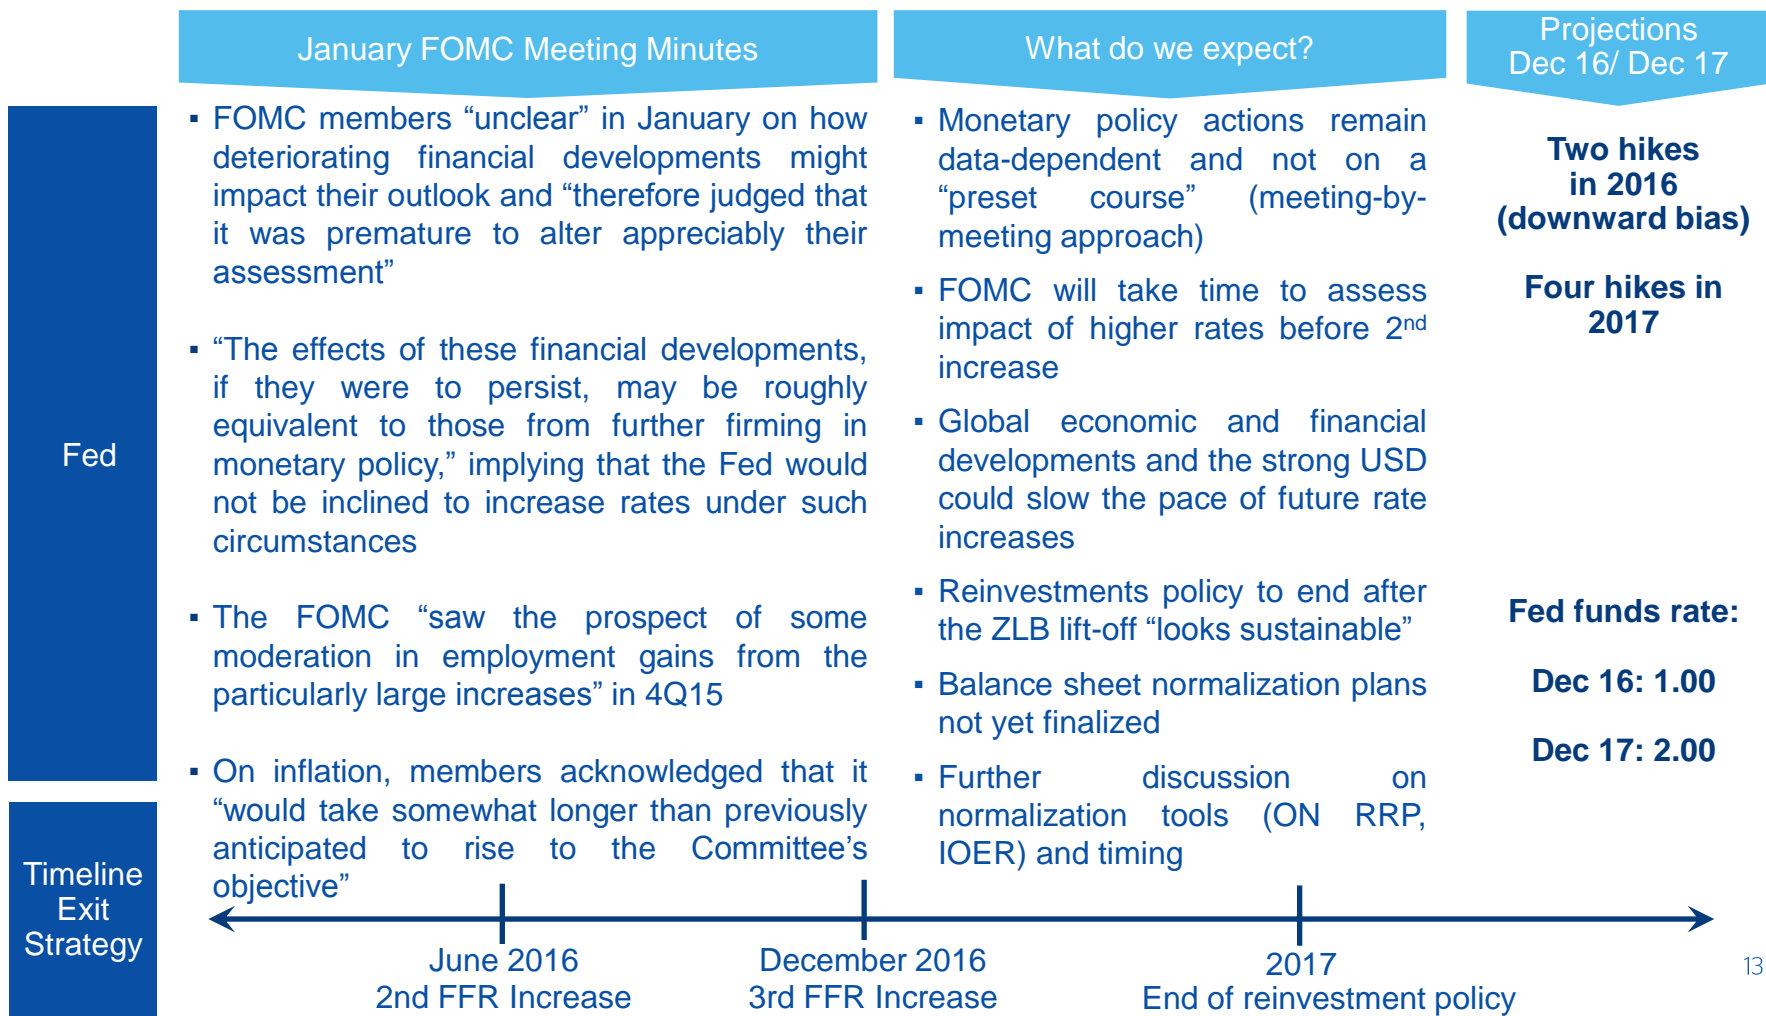 January FOMC Meeting Minutes
What do we expect?
Projections
Dec 16/ Dec 17
Fed
▪ FOMC members “unclear” in January on how
deteriorating financial developments might
impact their outlook and “therefore judged that
it was premature to alter appreciably their
assessment”
▪ “The effects of these financial developments,
if they were to persist, may be roughly
equivalent to those from further firming in
monetary policy,” implying that the Fed would
not be inclined to increase rates under such
circumstances
▪ The FOMC “saw the prospect of some
moderation in employment gains from the
particularly large increases” in 4Q15
▪ On inflation, members acknowledged that it
“would take somewhat longer than previously
anticipated to rise to the Committee’s
objective”
▪ Monetary policy actions remain
data-dependent and not on a
“preset course” (meeting-by-
meeting approach)
▪ FOMC will take time to assess
impact of higher rates before 2nd
increase
▪ Global economic and financial
developments and the strong USD
could slow the pace of future rate
increases
▪ Reinvestments policy to end after
the ZLB lift-off “looks sustainable”
▪ Balance sheet normalization plans
not yet finalized
▪ Further discussion on
normalization tools (ON RRP,
IOER) and timing
Two hikes
in 2016
(downward bias)
Four hikes in
2017
Fed funds rate:
Dec 16: 1.00
Dec 17: 2.00
Timeline
Exit
Strategy
June 2016
2nd FFR Increase
December 2016
3rd FFR Increase
2017
End of reinvestment policy
13